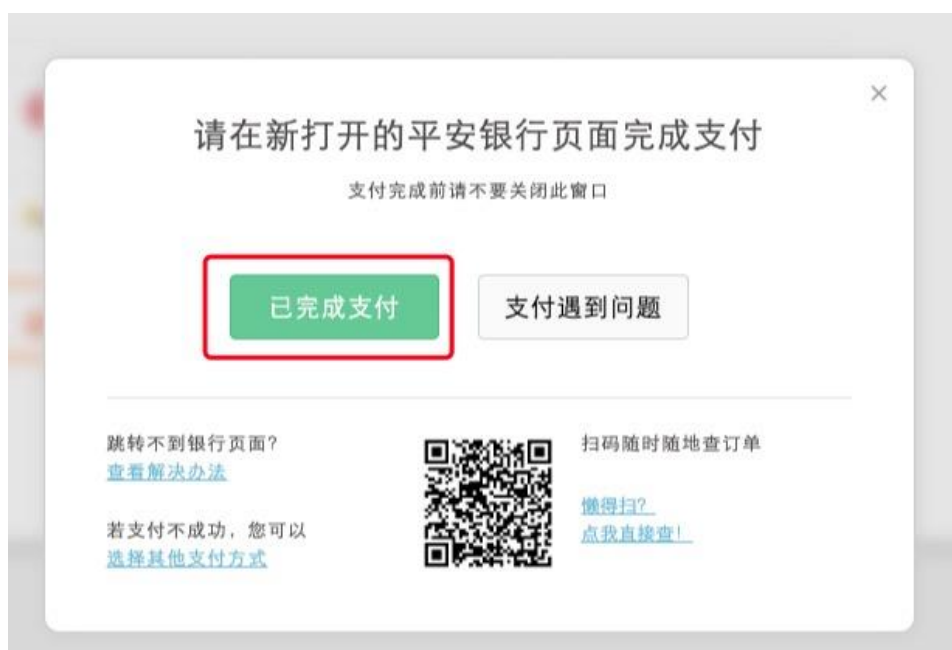 请在新打开的平安银行页面完成支付
支付完成前请不要关闭此窗口
已完成支付
支付遇到问题
跳转不到银行页面?
查看解决办法
若支付不成功，您可以
选择其他支付方式
扫码随时随地查订单
懒得扫?
点我直接查!